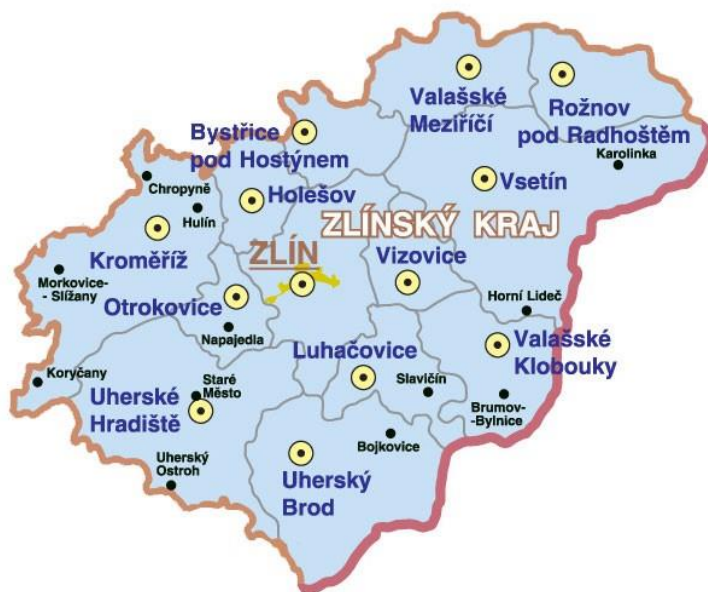 Valašské
Meziříčí
Rožnov
pod Radhoštěm
Karolinka
Bystřice
pod Hostýnem
Vsetín
Chropyně
Holešov
Hulín
ZLÍNSKÝ KRAJ
Kroměříž
ZLÍN
Vizovice
Morkovice-
- Slížany
Otrokovice
Horní Lideč
Napajedla
Valašské
Klobouky
Luhačovice
Koryčany
Staré
Město
Slavičín
Uherské
Hradiště
Brumov-
-Bylnice
Bojkovice
Uherský
Ostroh
Uherský
Brod